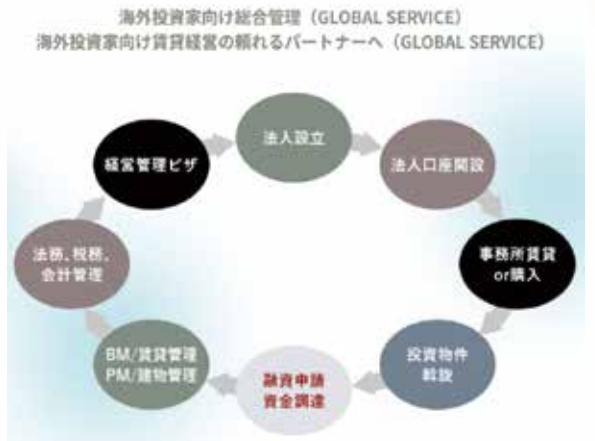 海外投資家向け総合管理（GLOBAL SERVICE）
海外投資家向け賃貸経営の頼れるパートナーへ（GLOBAL SERVICE）
法人設立
法人口座開設
事務所賃貸
or購入
投資物件
斡旋
融資申請
資金調達
BM/賃貸管理
PM/建物管理
法務、税務、
会計管理
経営管理ビザ